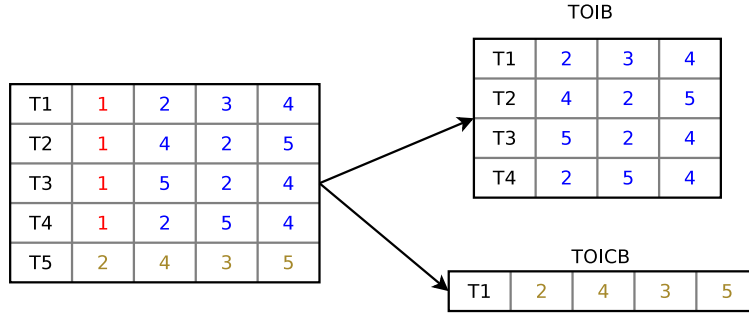 T1 1 2 3 4
T2 1 4 2 5
T3 1 5 2 4
T4 1 2 5 4
T5 2 4 3 5
TOIB
T1 2 3 4
T2 4 2 5
T3 5 2 4
T4 2 5 4
TOICB
T1 2 4 3 5